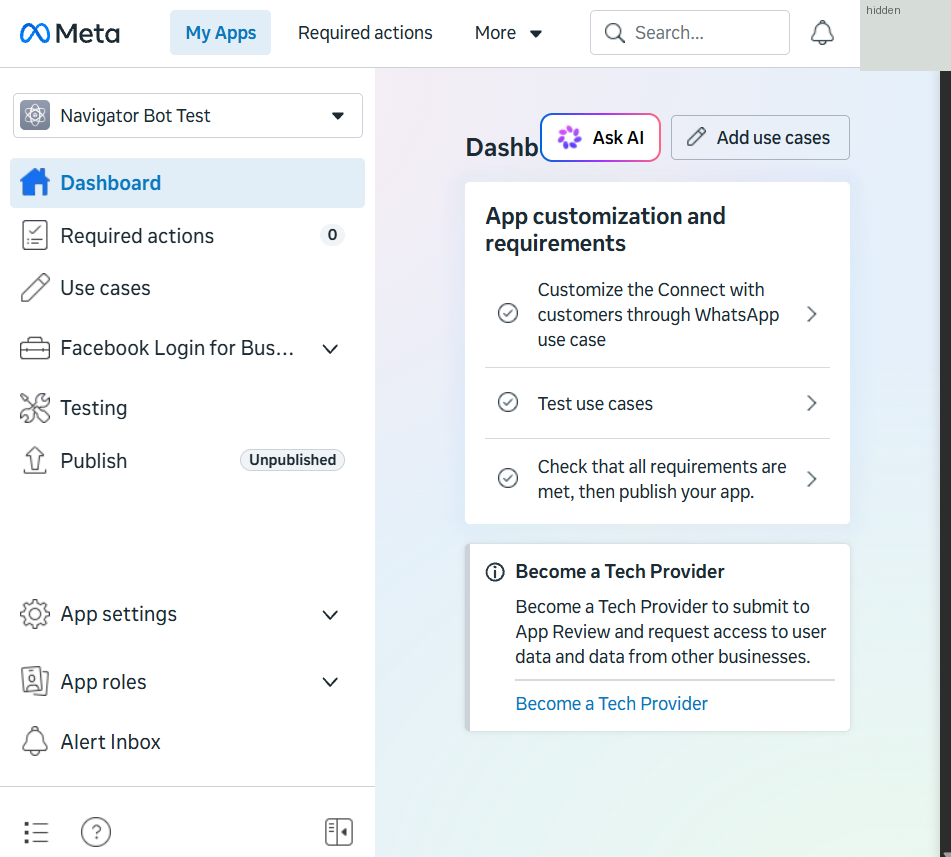 Meta
My Apps
Required actions
More
Search...
hidden
Navigator Bot Test
Dashboard
Required actions
0
Use cases
Facebook Login for Bus...
Testing
Publish
Unpublished
App settings
App roles
Alert Inbox
Dashb
Ask AI
Add use cases
App customization and
requirements
Customize the Connect with
customers through WhatsApp
use case
Test use cases
Check that all requirements are
met, then publish your app.
Become a Tech Provider
Become a Tech Provider to submit to
App Review and request access to user
data and data from other businesses.
Become a Tech Provider